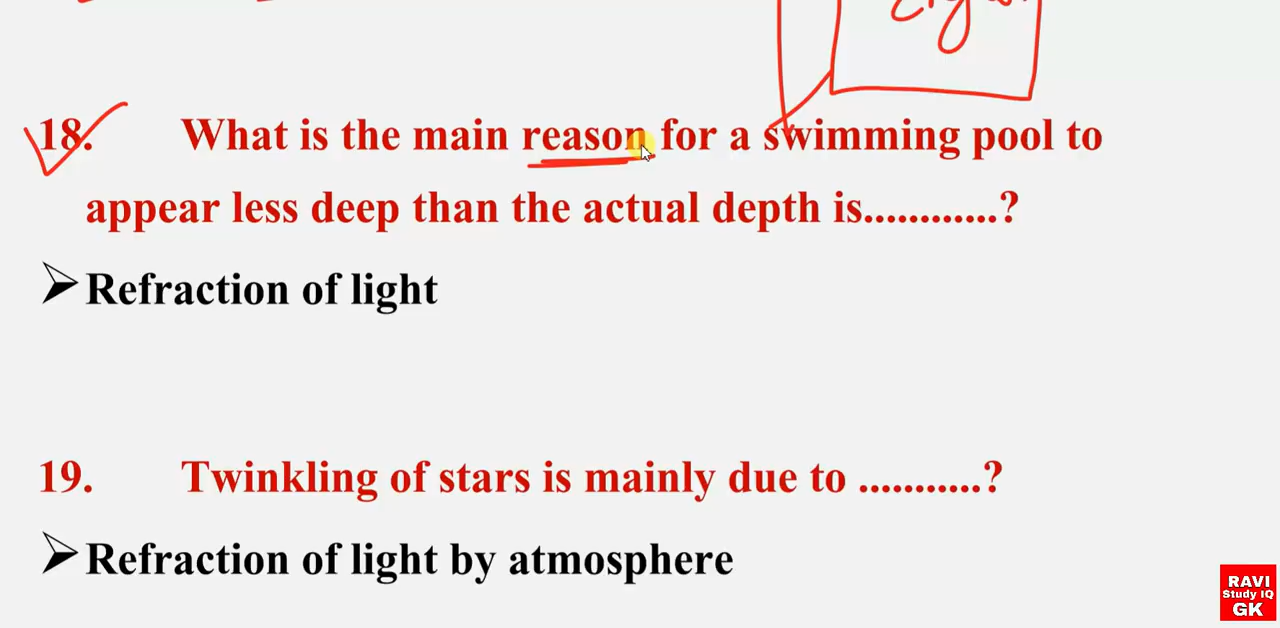 18. What is the main reason for a swimming pool to
appear less deep than the actual depth is............?
➢Refraction of light
19. Twinkling of stars is mainly due to ...........?
➢Refraction of light by atmosphere
RAVI
Study IQ
GK